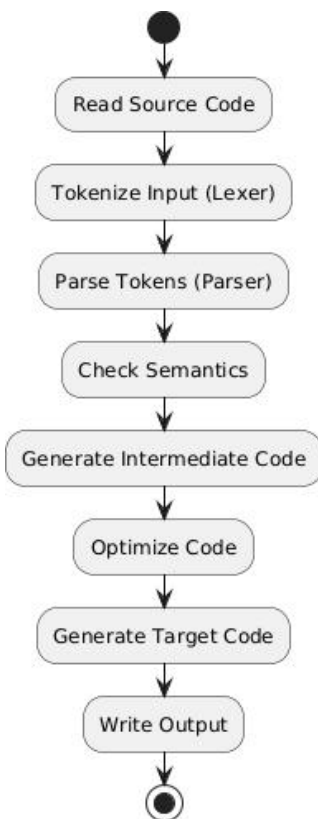 Read Source Code
Tokenize Input (Lexer)
Parse Tokens (Parser)
Check Semantics
Generate Intermediate Code
Optimize Code
Generate Target Code
Write Output